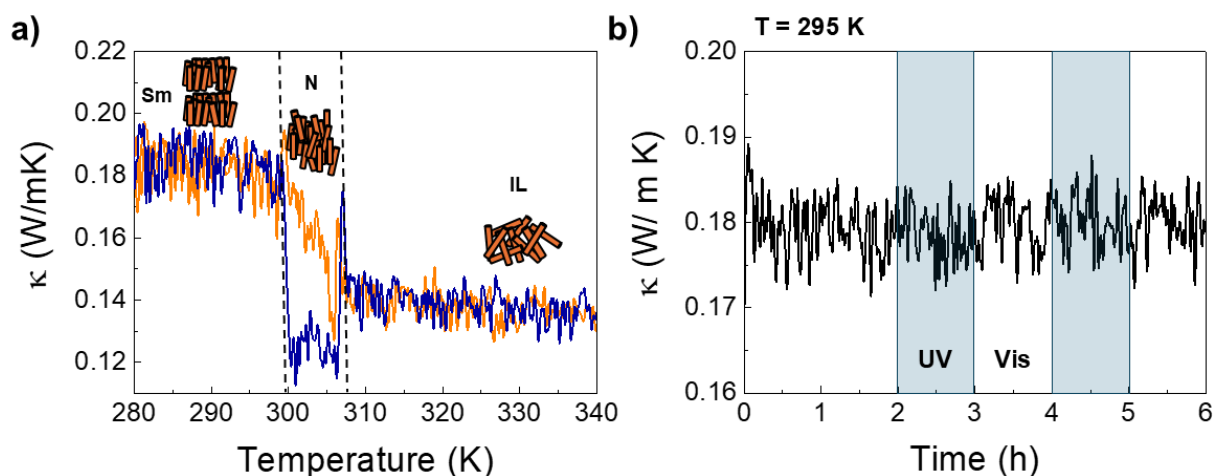 a)
0.22
0.20
0.18
0.16
0.14
0.12
κ (W/mK)
Sm
N
IL
280 290 300 310 320 330 340
Temperature (K)
b)
T = 295 K
0.20
0.19
0.18
0.17
0.16
κ (W/ m K)
UV
Vis
0 1 2 3 4 5 6
Time (h)